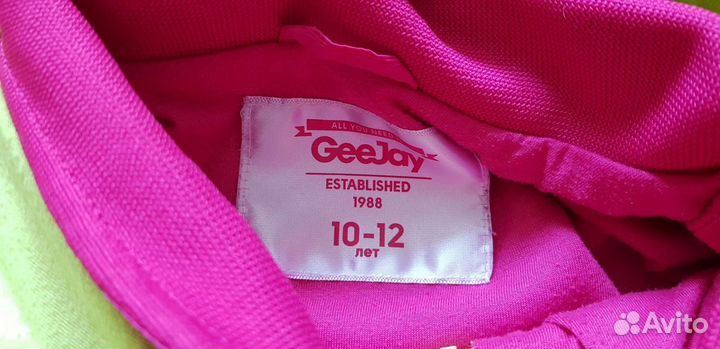 ALL YOU NEED
GeeJay
ESTABLISHED
1988
10-12
лет
Avito